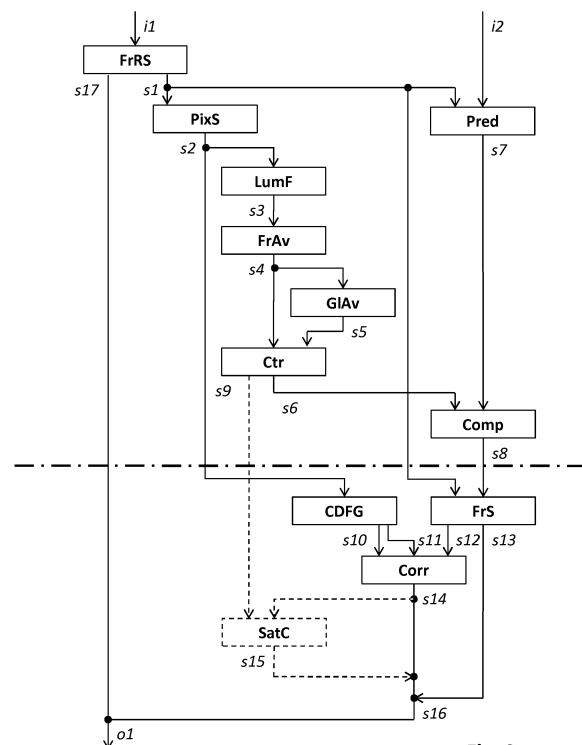 i1
i2
FrRS
s17
s1
PixS
Pred
s2
s7
LumF
s3
FrAv
s4
GlAv
s5
Ctr
s9
s6
Comp
s8
CDFG
FrS
s10
s11
s12
s13
Corr
s14
SatC
s15
s16
o1